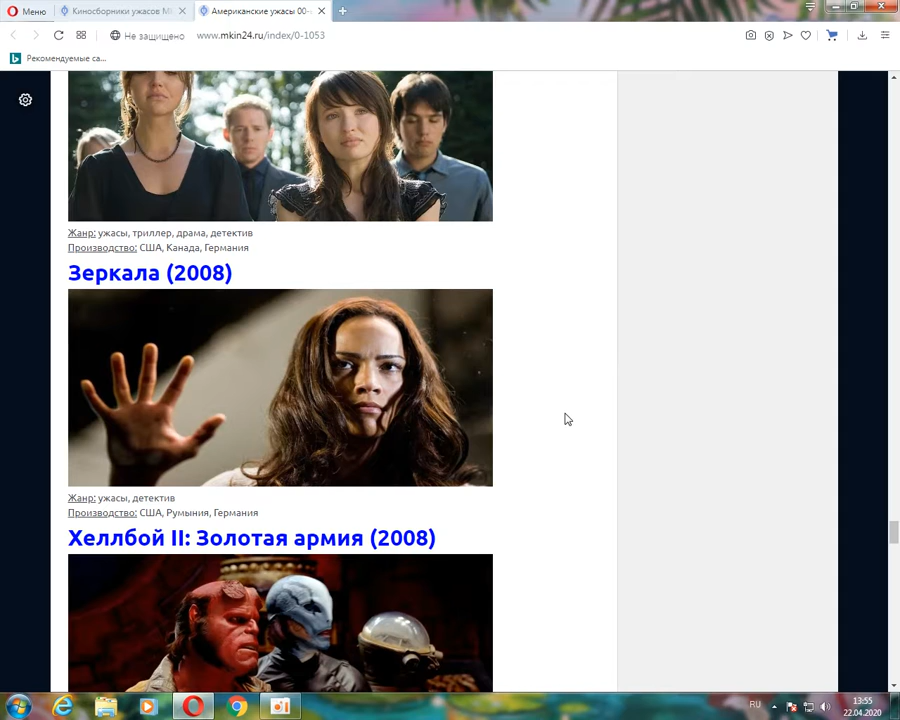 Меню
Киносборники ужасов М
Американские ужасы 00-
Не защищено
www.mkin24.ru/index/0-1053
Рекомендуемые са...
Жанр: ужасы, триллер, драма, детектив
Производство: США, Канада, Германия
Зеркала (2008)
Жанр: ужасы, детектив
Производство: США, Румыния, Германия
Хеллбой II: Золотая армия (2008)
RU
13:55
22.04.2020